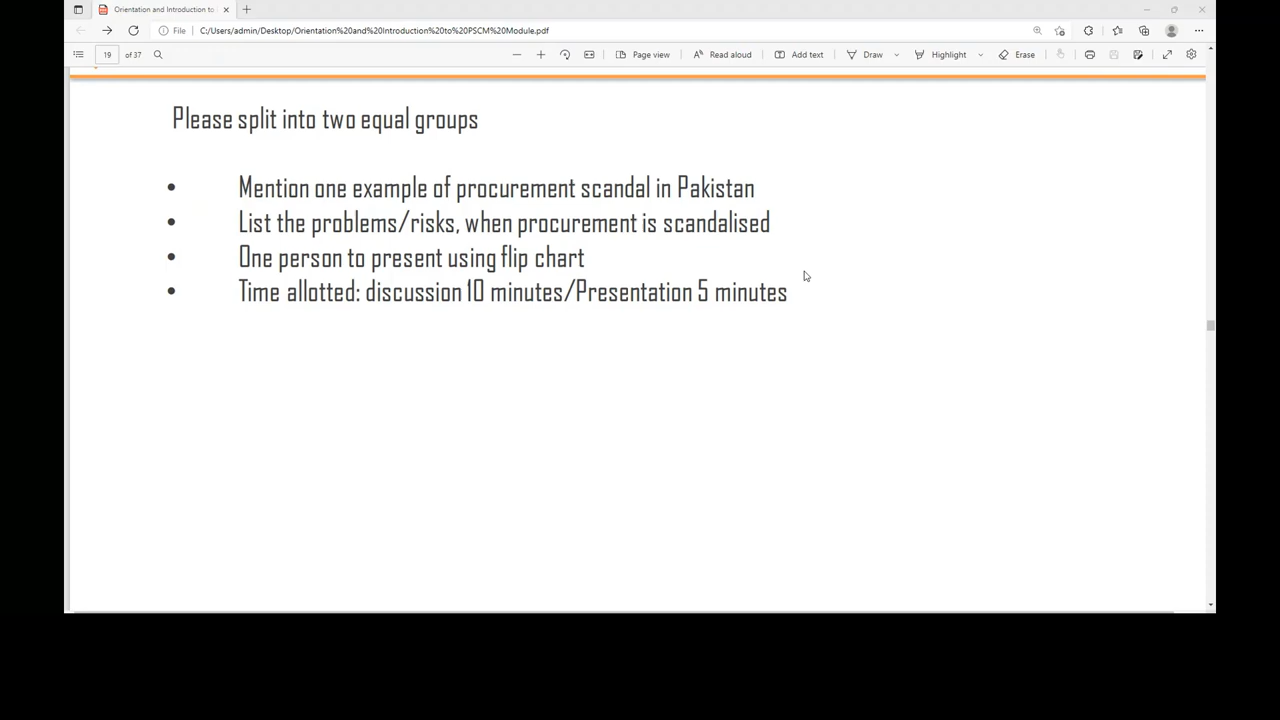 Orientation and Introduction to
File C:/Users/admin/Desktop/Orientation%20and%20Introduction%20to%20PSCM%20Module.pdf
19 of 37 Page view Read aloud Add text Draw Highlight Erase
Please split into two equal groups
• Mention one example of procurement scandal in Pakistan
• List the problems/risks, when procurement is scandalised
• One person to present using flip chart
• Time allotted: discussion 10 minutes/Presentation 5 minutes